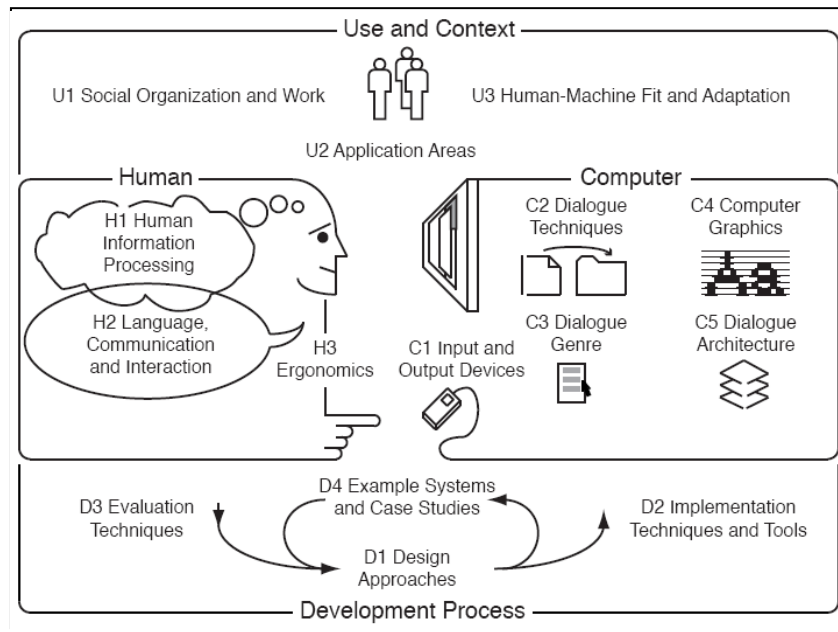 Use and Context
U1 Social Organization and Work
U3 Human-Machine Fit and Adaptation
U2 Application Areas
Human
H1 Human
Information
Processing
H2 Language,
Communication
and Interaction
H3
Ergonomics
Computer
C2 Dialogue
Techniques
C4 Computer
Graphics
Aa
C3 Dialogue
Genre
C5 Dialogue
Architecture
C1 Input and
Output Devices
D3 Evaluation
Techniques
D4 Example Systems
and Case Studies
D2 Implementation
Techniques and Tools
D1 Design
Approaches
Development Process